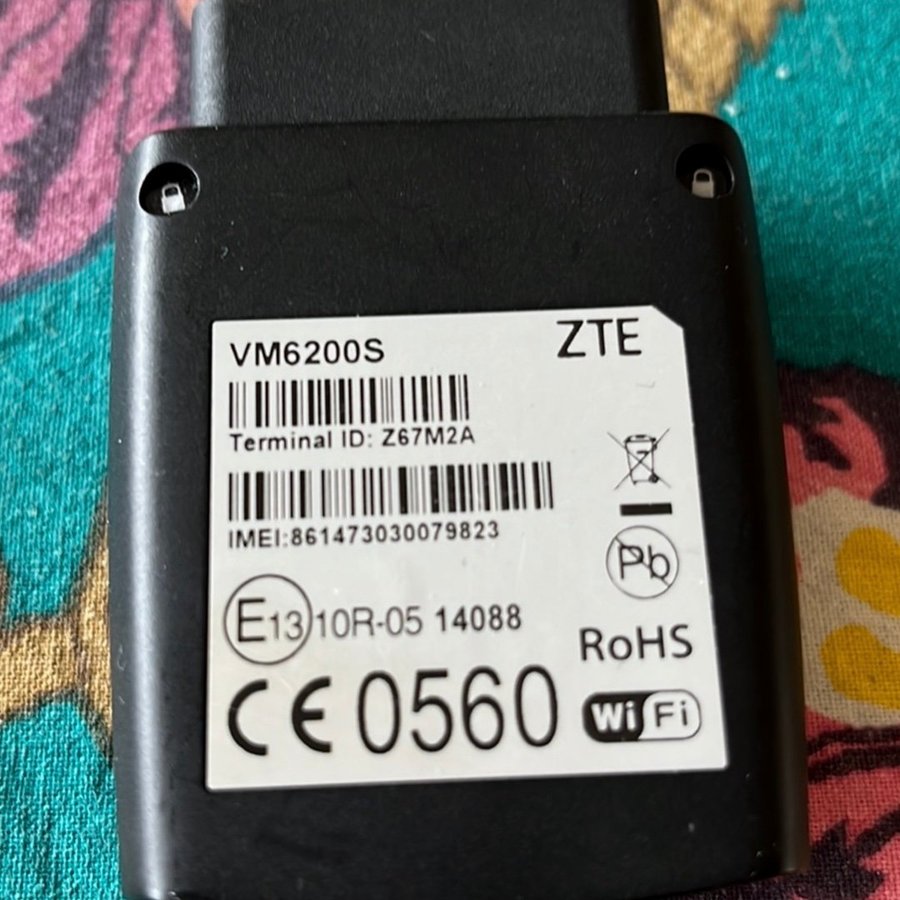 VM6200S ZTE
Terminal ID: Z67M2A
IMEI:861473030079823
Pb
E13 10R-05 14088
RoHS
CE 0560
WiFi